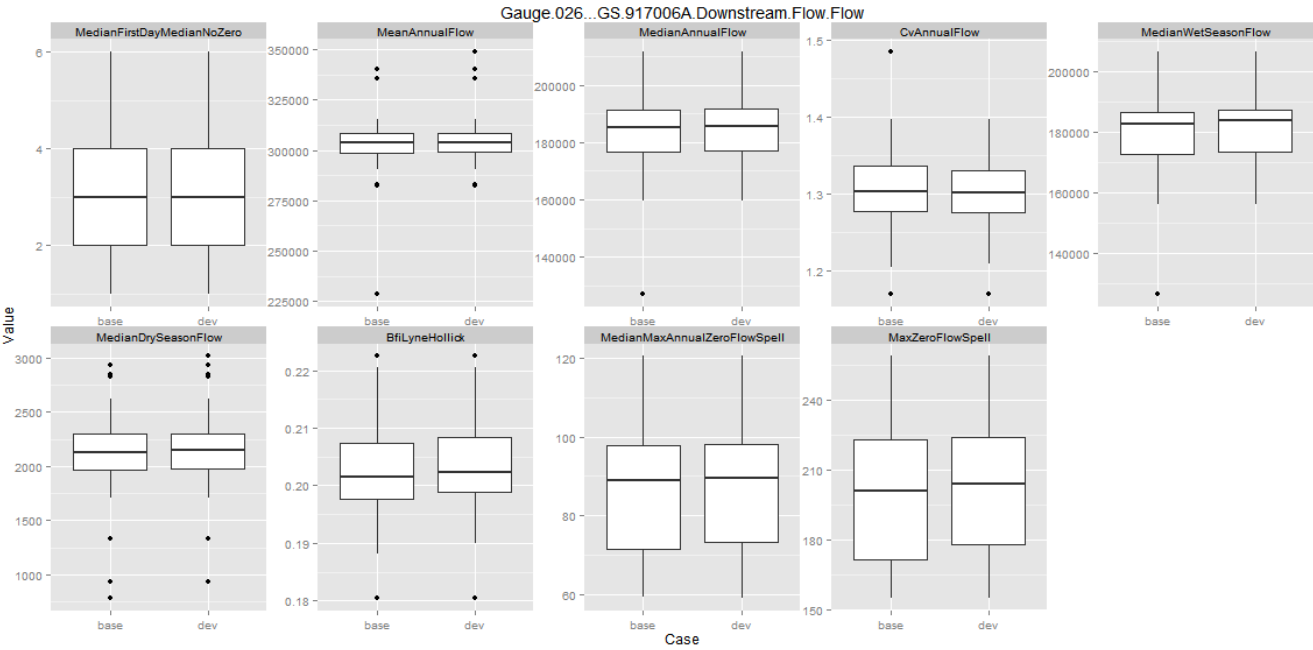 Gauge.026...GS.917006A.Downstream.Flow.Flow
MedianFirstDayMedianNoZero
6
4
2
MeanAnnualFlow
350000
325000
300000
275000
250000
225000
base
dev
MedianAnnualFlow
200000
180000
160000
140000
CvAnnualFlow
1.5
1.4
1.3
1.2
base
dev
MedianWetSeasonFlow
200000
180000
160000
140000
base
dev
Value
base
dev
MedianDrySeasonFlow
3000
2500
2000
1500
1000
base
dev
BfiLyneHollick
0.22
0.21
0.20
0.19
0.18
base
dev
base
dev
MedianMaxAnnualZeroFlowSpell
120
100
80
60
base
dev
MaxZeroFlowSpell
240
210
180
150
base
dev
Case